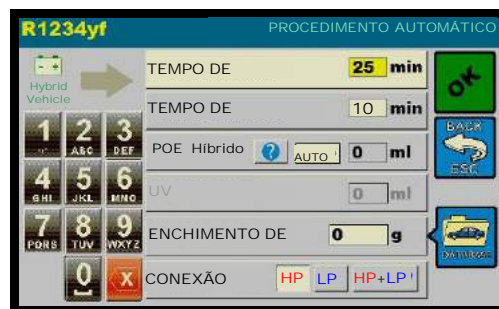 R1234yf PROCEDIMENTO AUTOMÁTICO
Hybrid
Vehicle
TEMPO DE 25 min
TEMPO DE 10 min
POE Híbrido ? AUTO 0 ml
UV 0 ml
ENCHIMENTO DE 0 g
CONEXÃO HP LP HP+LP
1 2 ABC 3 DEF
4 GHI 5 JKL 6 MNO
7 PQRS 8 TUV 9 WXYZ
0 X
OK
BACK
ESC
DATABASE